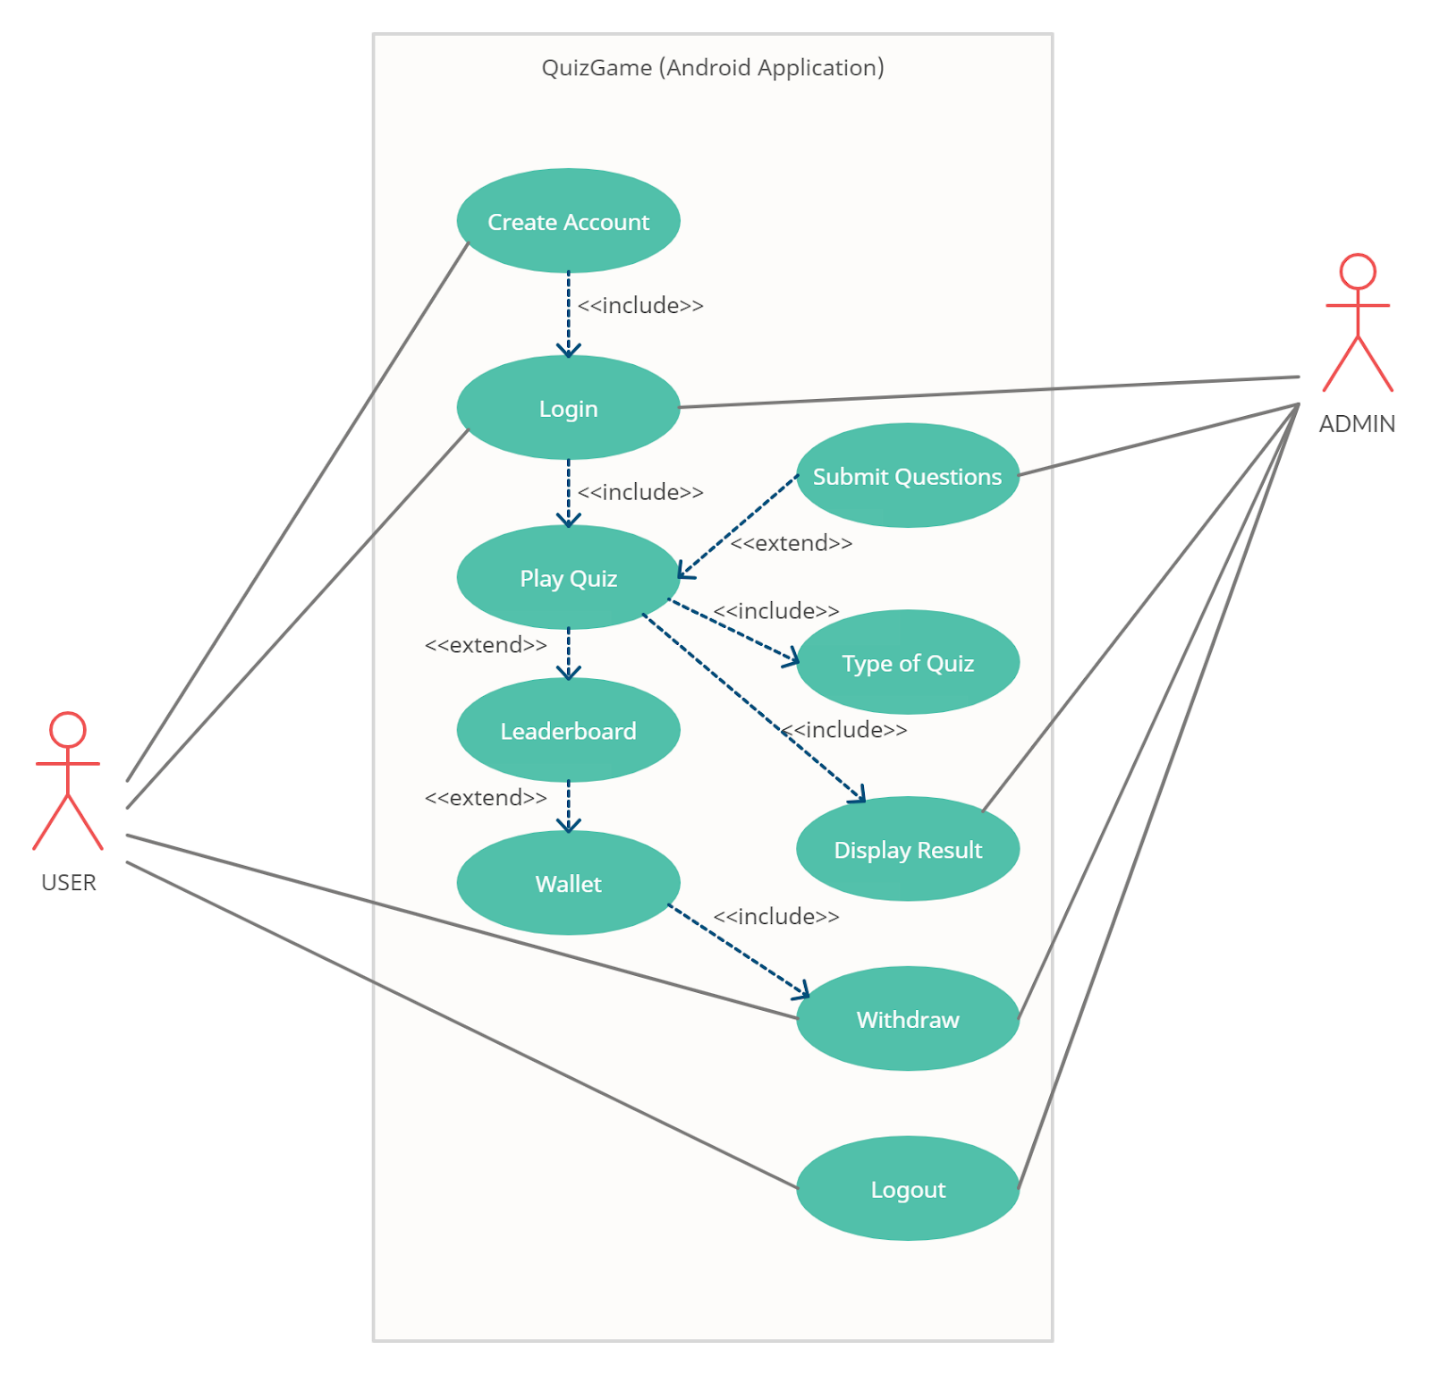 QuizGame (Android Application)
Create Account
<<include>>
Login
ADMIN
Submit Questions
<<include>>
<<extend>>
Play Quiz
<<include>>
<<extend>>
Type of Quiz
Leaderboard
<<include>>
<<extend>>
Display Result
USER
Wallet
<<include>>
Withdraw
Logout